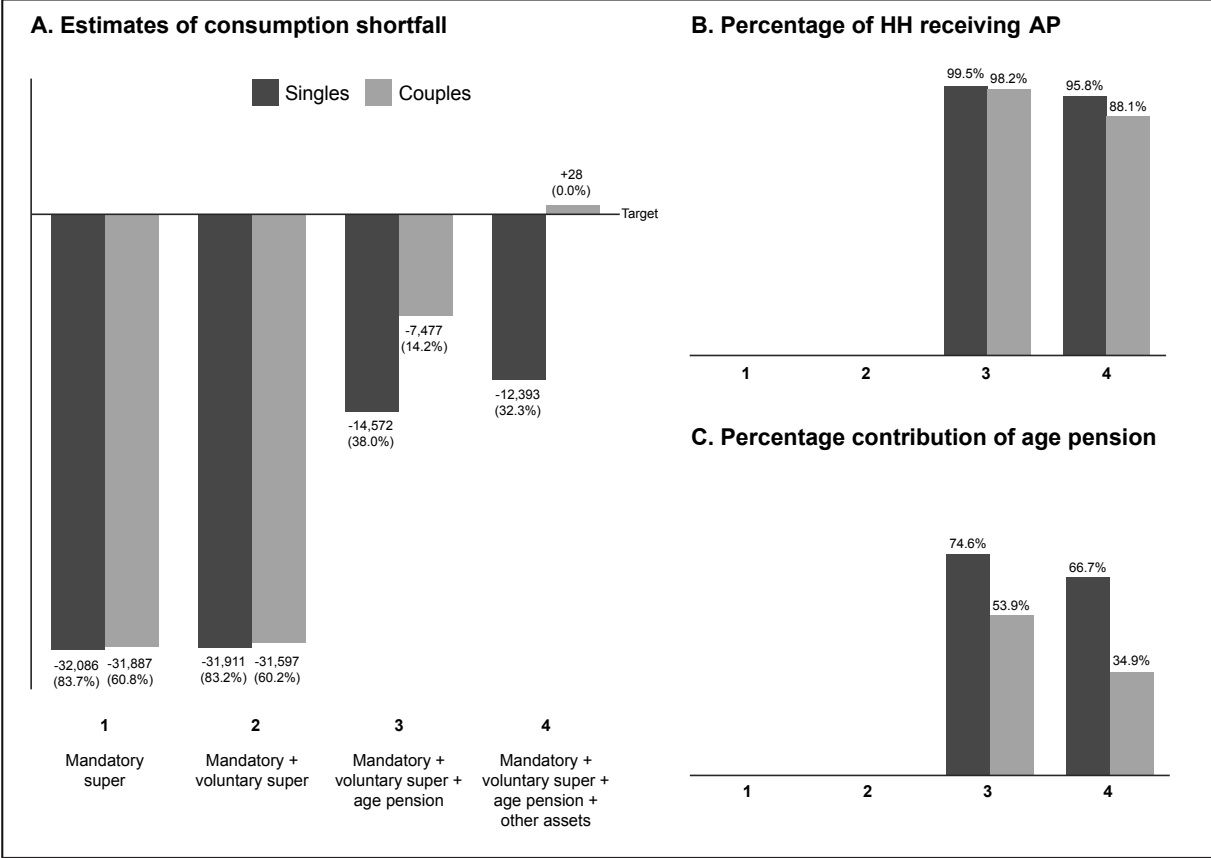 A. Estimates of consumption shortfall
Singles Couples
+28
(0.0%)
Target
-7,477
(14.2%)
-12,393
(32.3%)
-14,572
(38.0%)
-32,086 -31,887 -31,911 -31,597
(83.7%) (60.8%) (83.2%) (60.2%)
1 2 3 4
Mandatory
super
Mandatory +
voluntary super
Mandatory +
voluntary super +
age pension
Mandatory +
voluntary super +
age pension +
other assets
B. Percentage of HH receiving AP
99.5% 98.2% 95.8% 88.1%
1 2 3 4
C. Percentage contribution of age pension
74.6% 53.9% 66.7% 34.9%
1 2 3 4